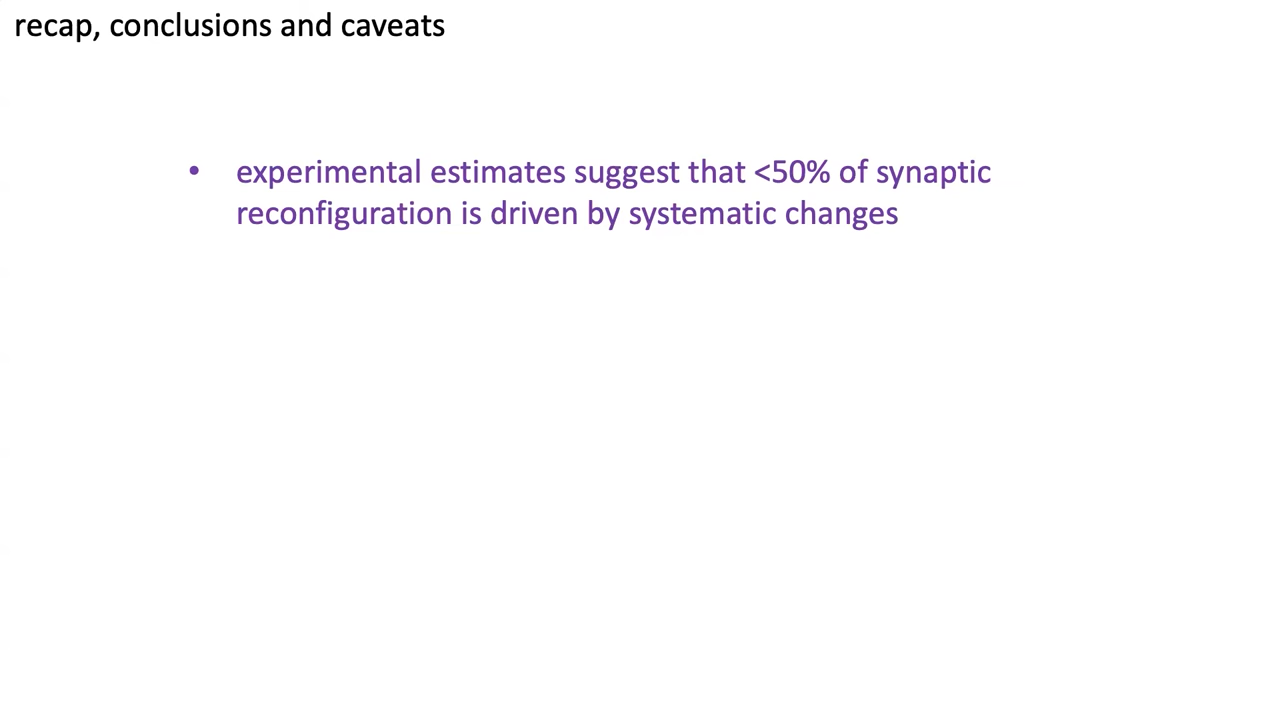 recap, conclusions and caveats
• experimental estimates suggest that <50% of synaptic
reconfiguration is driven by systematic changes